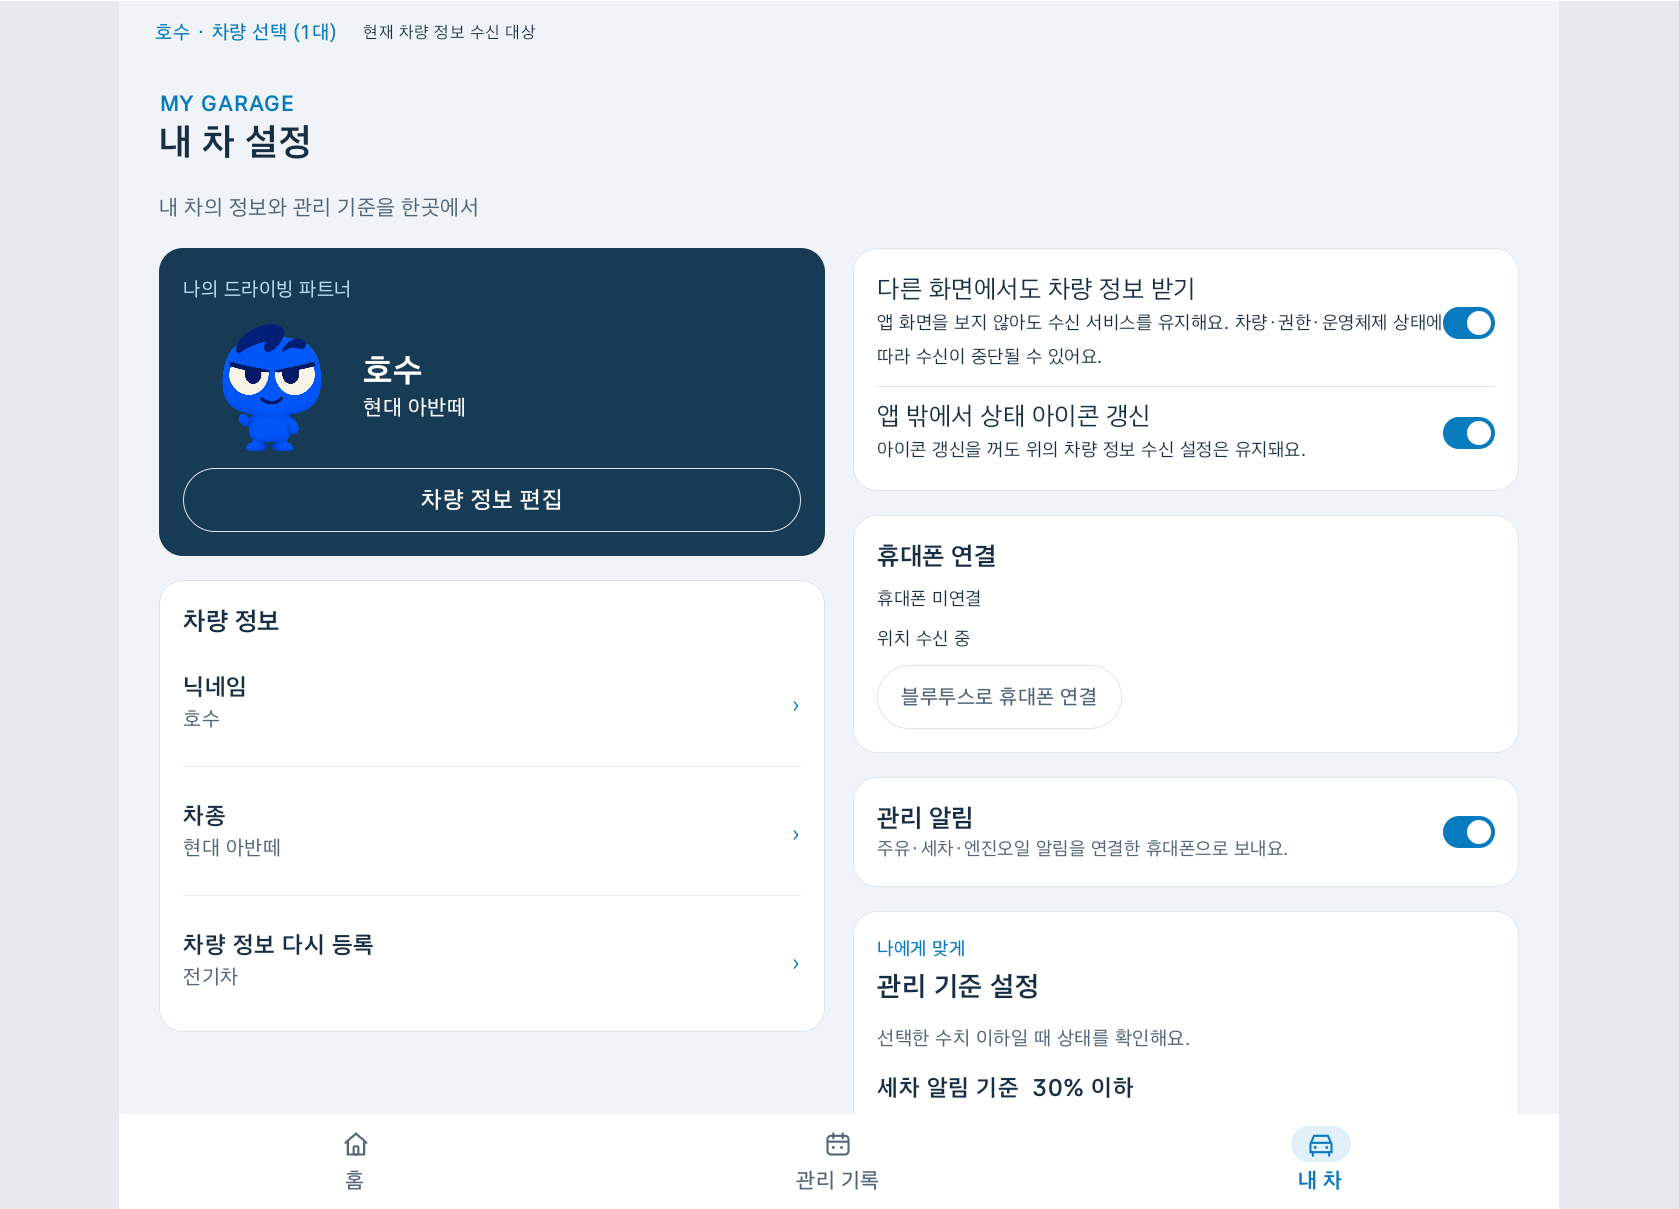 호수 · 차량 선택 (1대) 현재 차량 정보 수신 대상
MY GARAGE
내 차 설정
내 차의 정보와 관리 기준을 한곳에서
나의 드라이빙 파트너
호수
현대 아반떼
차량 정보 편집
차량 정보
닉네임
호수
›
차종
현대 아반떼
›
차량 정보 다시 등록
전기차
›
다른 화면에서도 차량 정보 받기
앱 화면을 보지 않아도 수신 서비스를 유지해요. 차량·권한·운영체제 상태에
따라 수신이 중단될 수 있어요.
앱 밖에서 상태 아이콘 갱신
아이콘 갱신을 꺼도 위의 차량 정보 수신 설정은 유지돼요.
휴대폰 연결
휴대폰 미연결
위치 수신 중
블루투스로 휴대폰 연결
관리 알림
주유·세차·엔진오일 알림을 연결한 휴대폰으로 보내요.
나에게 맞게
관리 기준 설정
선택한 수치 이하일 때 상태를 확인해요.
세차 알림 기준 30% 이하
홈
관리 기록
내 차